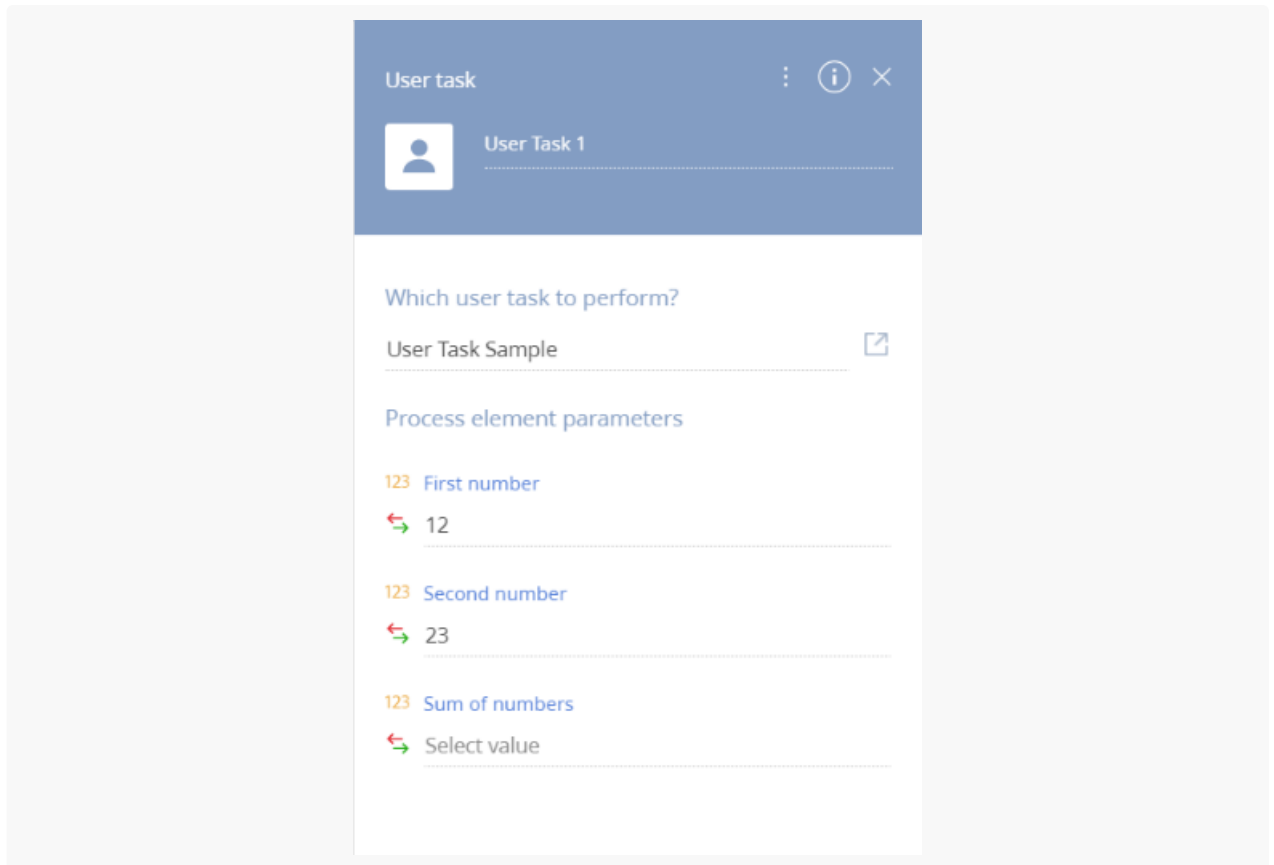 User task
User Task 1
Which user task to perform?
User Task Sample
Process element parameters
123 First number
12
123 Second number
23
123 Sum of numbers
Select value